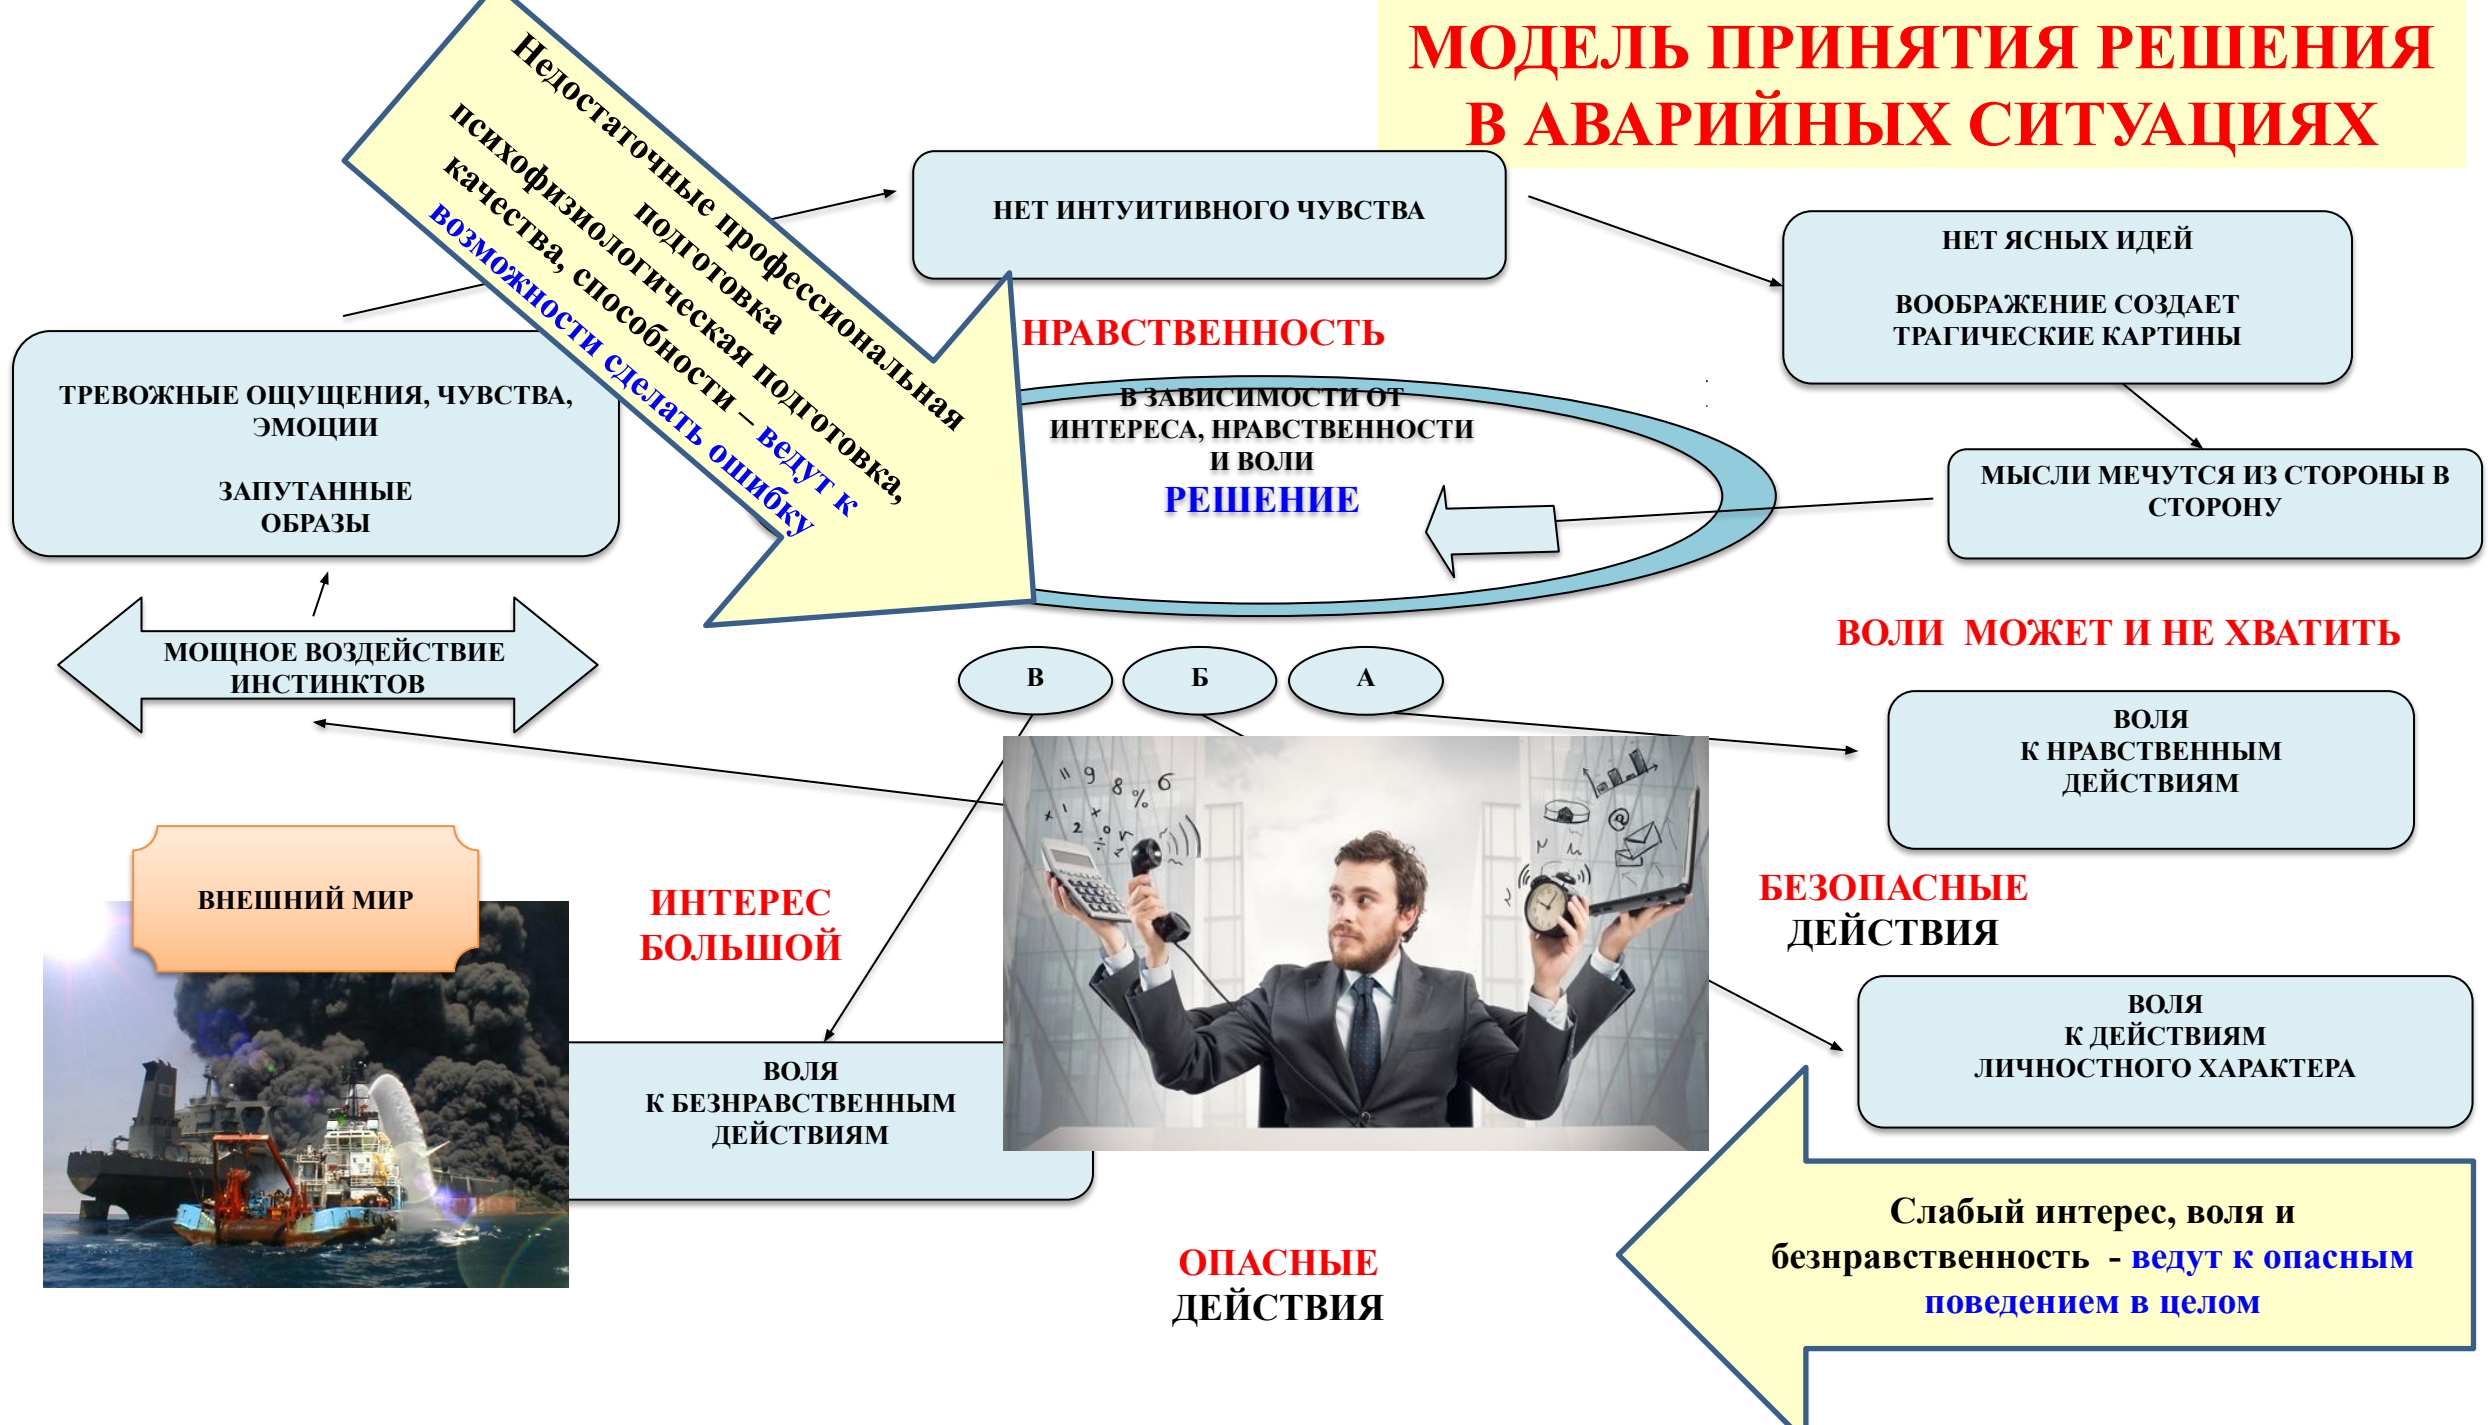 МОДЕЛЬ ПРИНЯТИЯ РЕШЕНИЯ
В АВАРИЙНЫХ СИТУАЦИЯХ
Недостаточные профессиональная
подготовка
психофизиологическая подготовка,
качества, способности – ведут к
возможности сделать ошибку
НЕТ ИНТУИТИВНОГО ЧУВСТВА
НЕТ ЯСНЫХ ИДЕЙ
ВООБРАЖЕНИЕ СОЗДАЕТ
ТРАГИЧЕСКИЕ КАРТИНЫ
НРАВСТВЕННОСТЬ
ТРЕВОЖНЫЕ ОЩУЩЕНИЯ, ЧУВСТВА,
ЭМОЦИИ
ЗАПУТАННЫЕ
ОБРАЗЫ
В ЗАВИСИМОСТИ ОТ
ИНТЕРЕСА, НРАВСТВЕННОСТИ
И ВОЛИ
РЕШЕНИЕ
МЫСЛИ МЕЧУТСЯ ИЗ СТОРОНЫ В
СТОРОНУ
МОЩНОЕ ВОЗДЕЙСТВИЕ
ИНСТИНКТОВ
ВОЛИ  МОЖЕТ И НЕ ХВАТИТЬ
В
Б
А
ВОЛЯ
К НРАВСТВЕННЫМ
ДЕЙСТВИЯМ
ВНЕШНИЙ МИР
ИНТЕРЕС
БОЛЬШОЙ
БЕЗОПАСНЫЕ
ДЕЙСТВИЯ
ВОЛЯ
К ДЕЙСТВИЯМ
ЛИЧНОСТНОГО ХАРАКТЕРА
ВОЛЯ
К БЕЗНРАВСТВЕННЫМ
ДЕЙСТВИЯМ
Слабый интерес, воля и
безнравственность  - ведут к опасным
поведением в целом
ОПАСНЫЕ
ДЕЙСТВИЯ